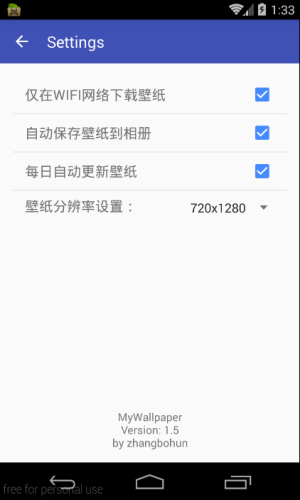 1:33
Settings
仅在WIFI网络下载壁纸
自动保存壁纸到相册
每日自动更新壁纸
壁纸分辨率设置： 720x1280
MyWallpaper
Version: 1.5
by zhangbohun
free for personal use